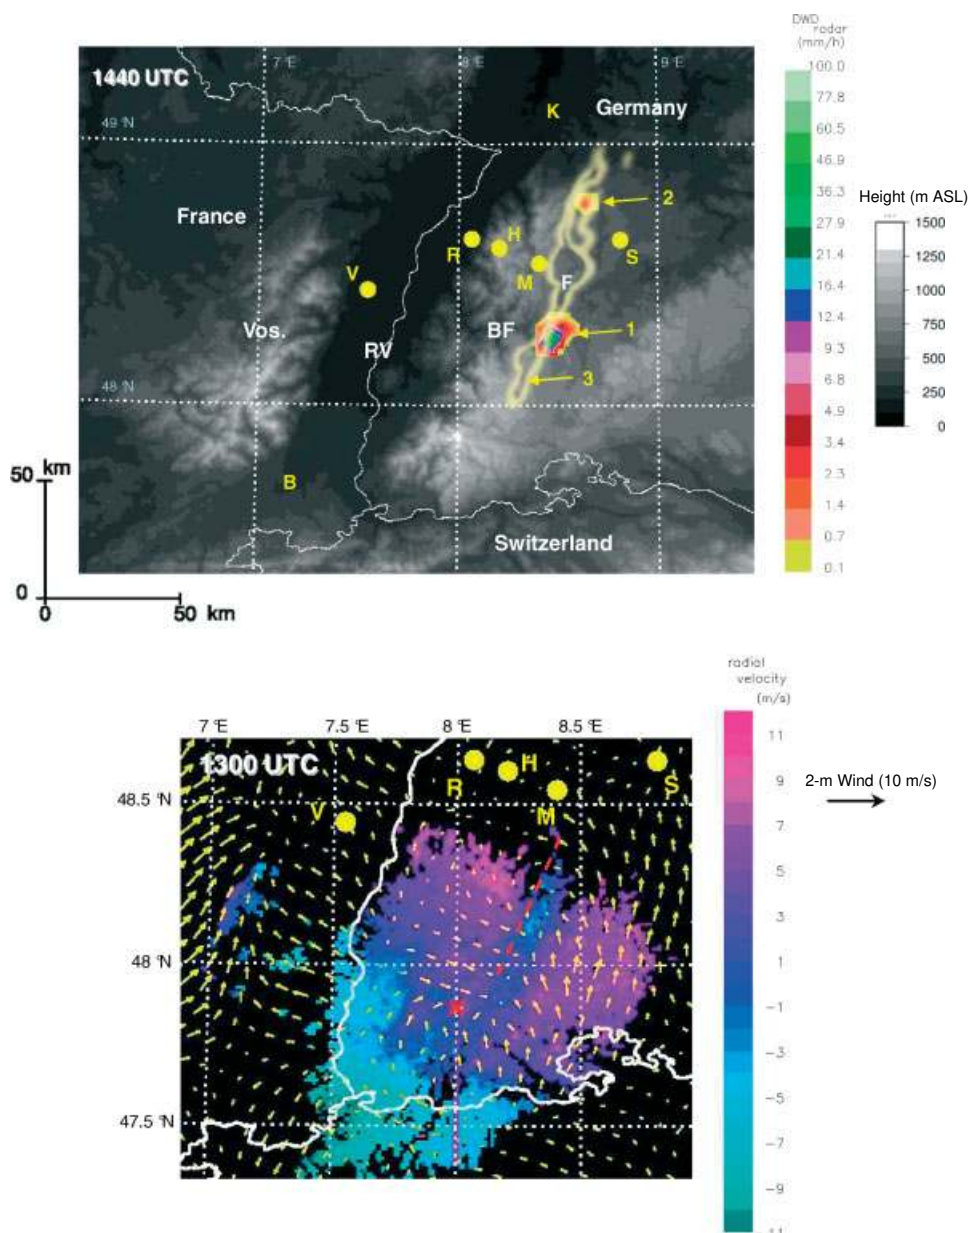 DWD
radar
(mm/h)
1440 UTC
7 °E
8 °E
9 °E
K
Germany
49 °N
France
2
R
H
V
M
F
S
Vos.
RV
BF
1
3
48 °N
B
Switzerland
50 km
0
0 50 km
100.0
77.8
60.5
46.9
36.3
27.9
21.4
16.4
12.4
9.3
6.8
4.9
3.4
2.3
1.4
0.7
0.1
Height (m ASL)
1500
1250
1000
750
500
250
0
radial
velocity
(m/s)
7 °E
7.5 °E
8 °E
8.5 °E
1300 UTC
R
H
M
S
V
48.5 °N
48 °N
47.5 °N
11
9
7
5
3
1
-1
-3
-5
-7
-9
-11
2-m Wind (10 m/s)